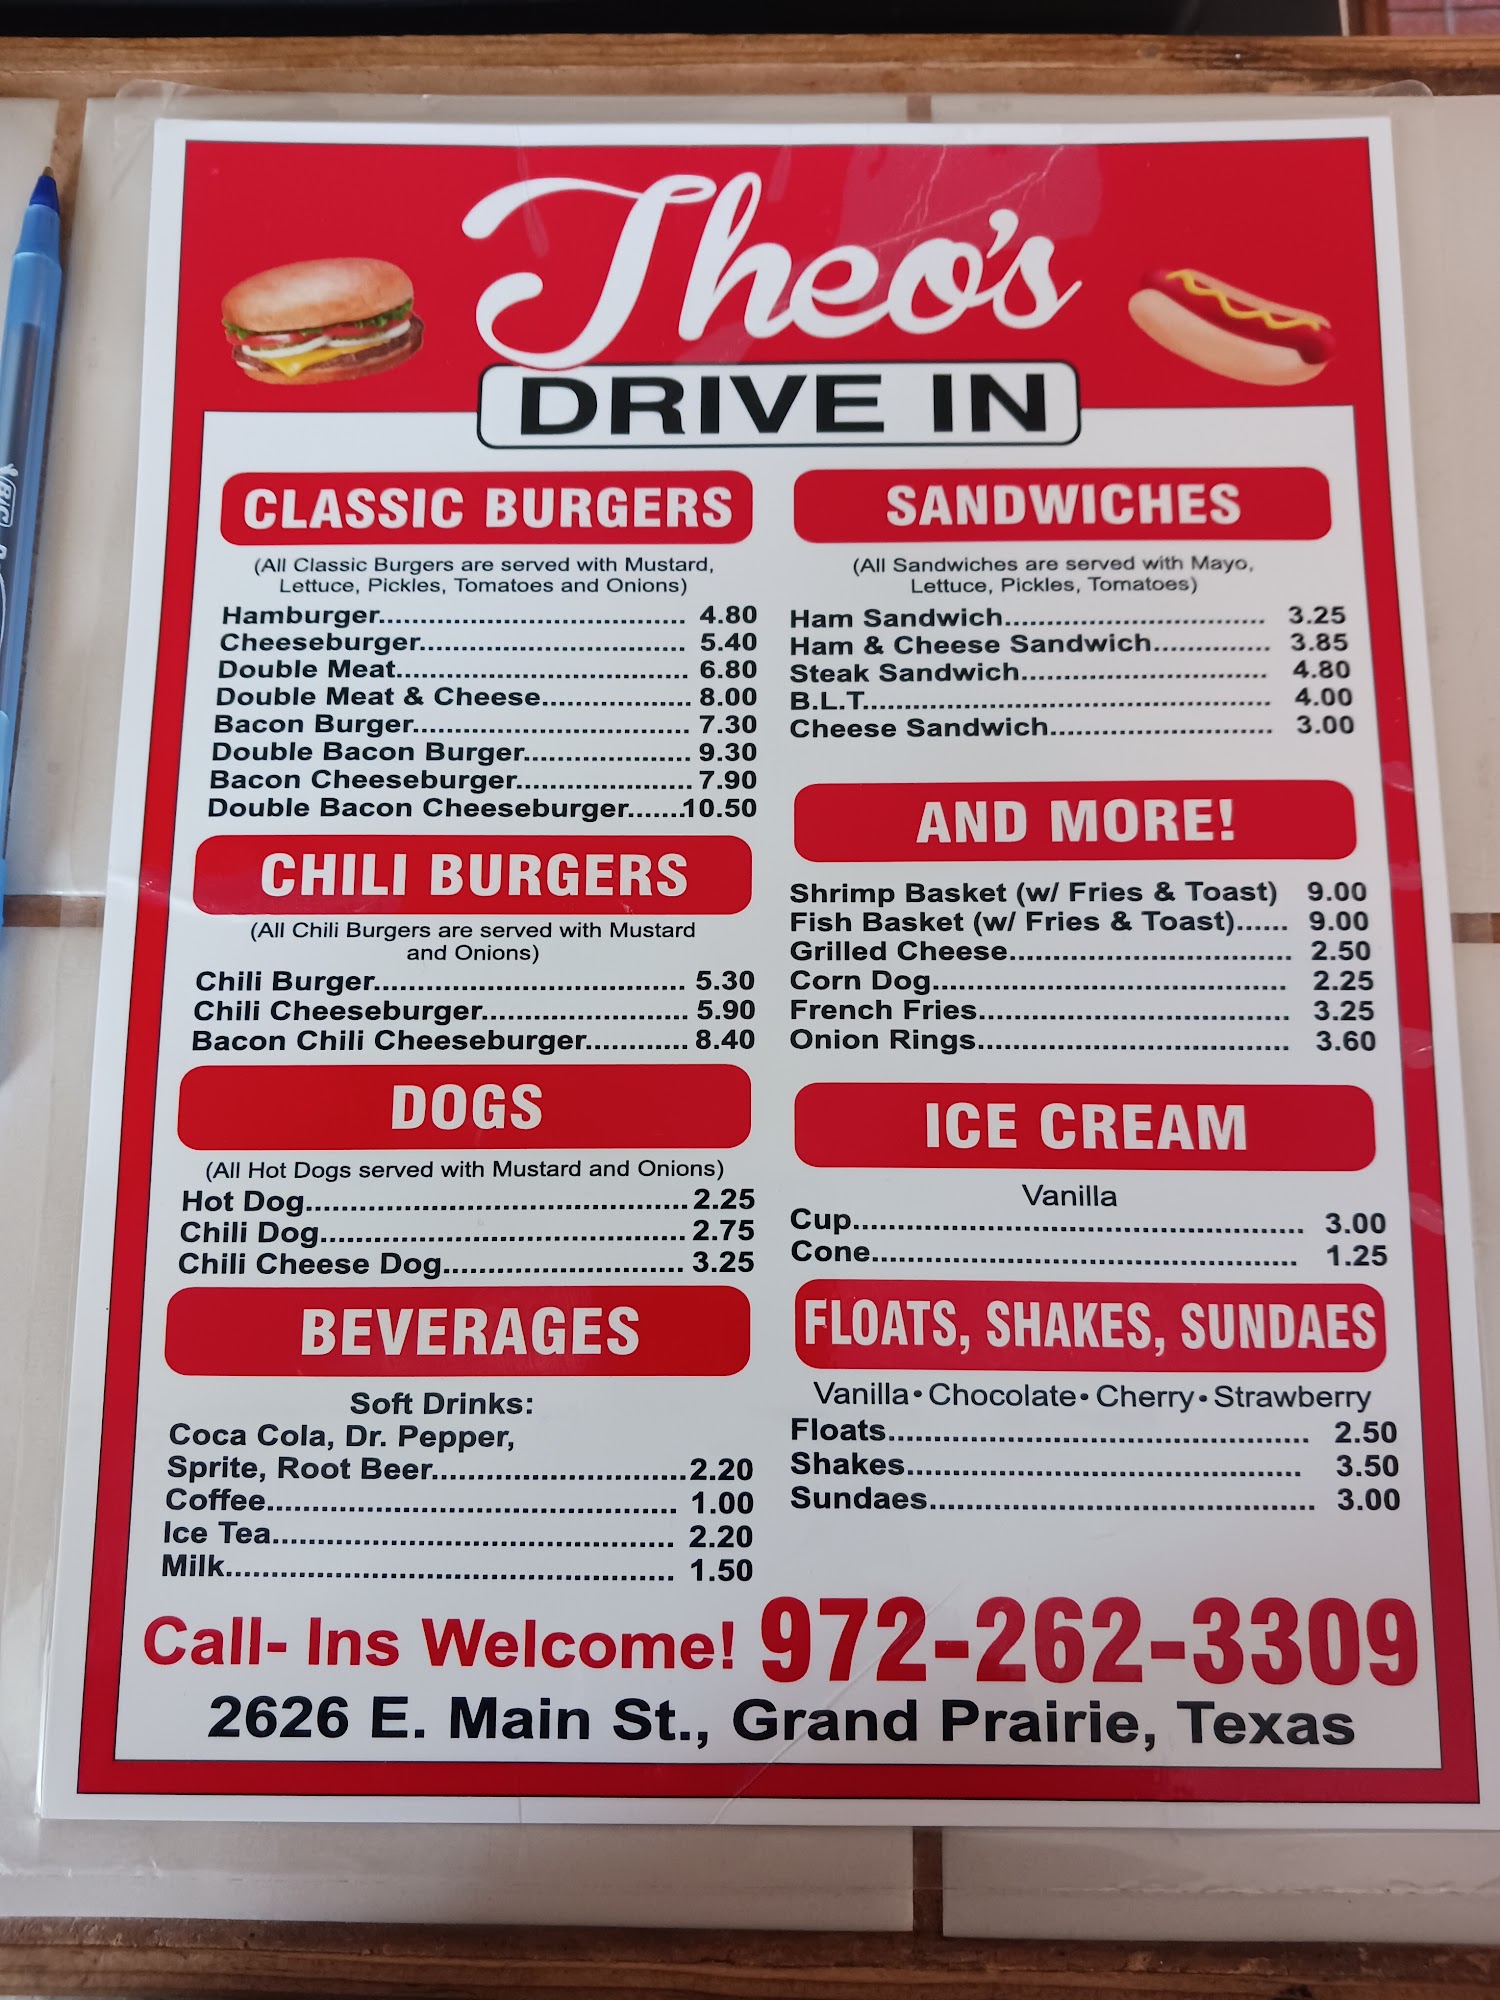 Theo's
DRIVE IN
CLASSIC BURGERS
(All Classic Burgers are served with Mustard,
Lettuce, Pickles, Tomatoes and Onions)
Hamburger................................... 4.80
Cheeseburger.............................. 5.40
Double Meat................................ 6.80
Double Meat & Cheese................ 8.00
Bacon Burger............................... 7.30
Double Bacon Burger................... 9.30
Bacon Cheeseburger.................... 7.90
Double Bacon Cheeseburger.......10.50
CHILI BURGERS
(All Chili Burgers are served with Mustard
and Onions)
Chili Burger................................... 5.30
Chili Cheeseburger....................... 5.90
Bacon Chili Cheeseburger............ 8.40
DOGS
(All Hot Dogs served with Mustard and Onions)
Hot Dog.......................................... 2.25
Chili Dog........................................ 2.75
Chili Cheese Dog.......................... 3.25
BEVERAGES
Soft Drinks:
Coca Cola, Dr. Pepper,
Sprite, Root Beer...........................2.20
Coffee............................................ 1.00
Ice Tea........................................... 2.20
Milk................................................ 1.50
SANDWICHES
(All Sandwiches are served with Mayo,
Lettuce, Pickles, Tomatoes)
Ham Sandwich.............................. 3.25
Ham & Cheese Sandwich............. 3.85
Steak Sandwich............................ 4.80
B.L.T.............................................. 4.00
Cheese Sandwich......................... 3.00
AND MORE!
Shrimp Basket (w/ Fries & Toast) 9.00
Fish Basket (w/ Fries & Toast)...... 9.00
Grilled Cheese............................... 2.50
Corn Dog....................................... 2.25
French Fries.................................. 3.25
Onion Rings.................................. 3.60
ICE CREAM
Vanilla
Cup................................................ 3.00
Cone.............................................. 1.25
FLOATS, SHAKES, SUNDAES
Vanilla • Chocolate • Cherry • Strawberry
Floats............................................ 2.50
Shakes.......................................... 3.50
Sundaes........................................ 3.00
Call- Ins Welcome! 972-262-3309
2626 E. Main St., Grand Prairie, Texas
BIC